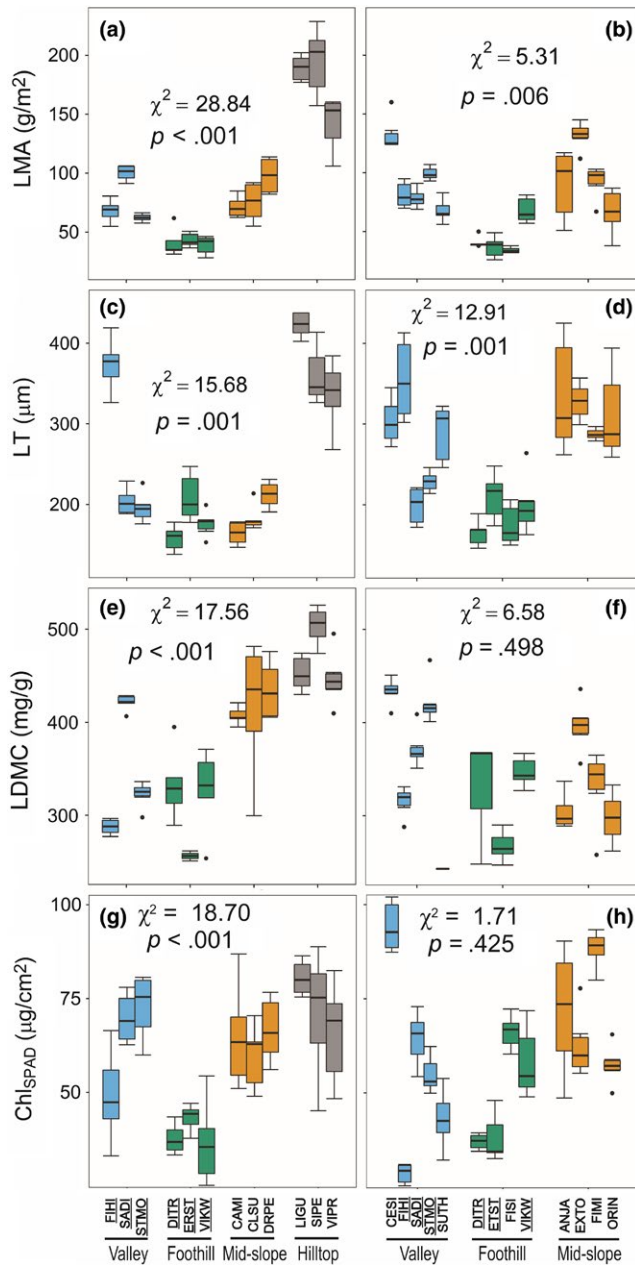 (a)
(b)
LMA (g/m2)
200
150
100
50
χ² = 28.84
p < .001
χ² = 5.31
p = .006
(c)
(d)
LT (µm)
400
300
200
χ² = 15.68
p = .001
χ² = 12.91
p = .001
(e)
(f)
LDMC (mg/g)
500
400
300
χ² = 17.56
p < .001
χ² = 6.58
p = .498
(g)
(h)
ChlSPAD (µg/cm2)
100
75
50
χ² = 18.70
p < .001
χ² = 1.71
p = .425
FIHI SADI STMO DITR ERST VIKW CAMI CLSU DRPE LIGU SIPE VIPR
Valley Foothill Mid-slope Hilltop
CESI FIHI SADI STMO SUTH DITR ETST FISI VIKW ANJA EXTO FIMI ORIN
Valley Foothill Mid-slope